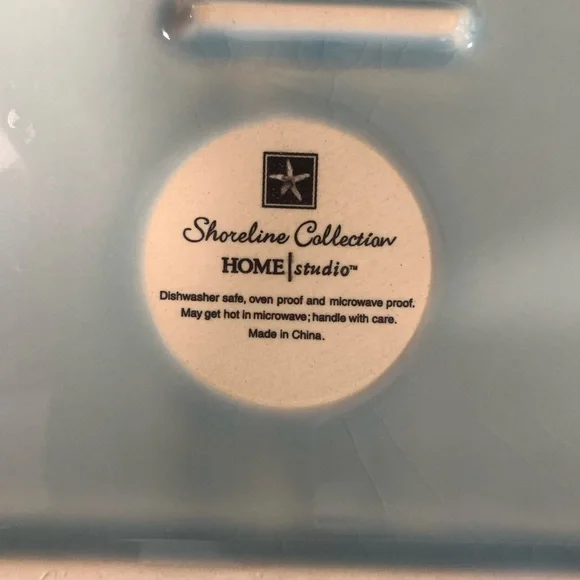 Shoreline Collection
HOME|studio™
Dishwasher safe, oven proof and microwave proof.
May get hot in microwave; handle with care.
Made in China.